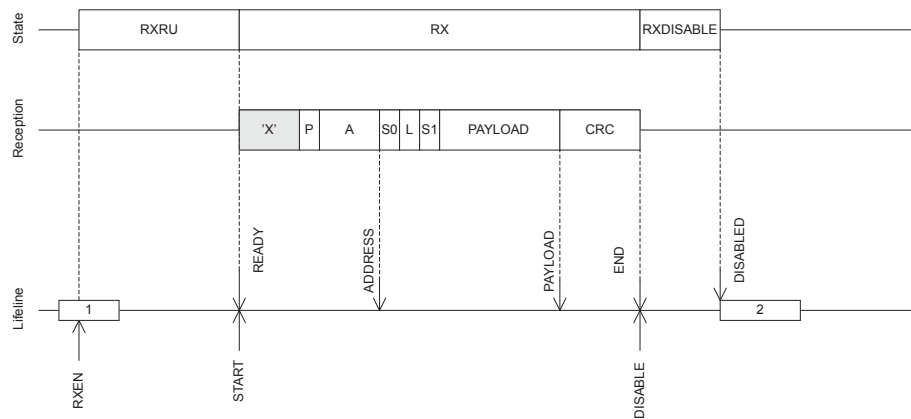 State
RXRU
RX
RXDISABLE
Reception
'X'
P
A
S0
L
S1
PAYLOAD
CRC
READY
ADDRESS
PAYLOAD
END
DISABLED
Lifeline
1
2
RXEN
START
DISABLE